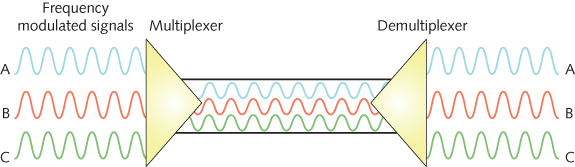 Frequency
modulated signals
Multiplexer
Demultiplexer
A
A
B
B
C
C